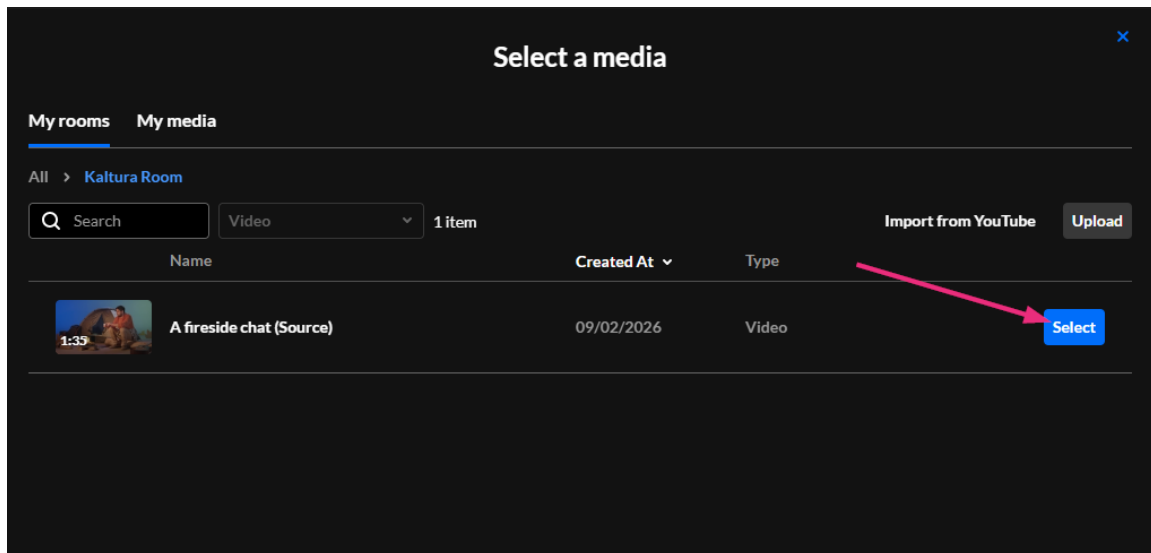 Select a media
My rooms My media
All > Kaltura Room
Search Video 1 item Import from YouTube Upload
Name Created At Type
1:35 A fireside chat (Source) 09/02/2026 Video Select